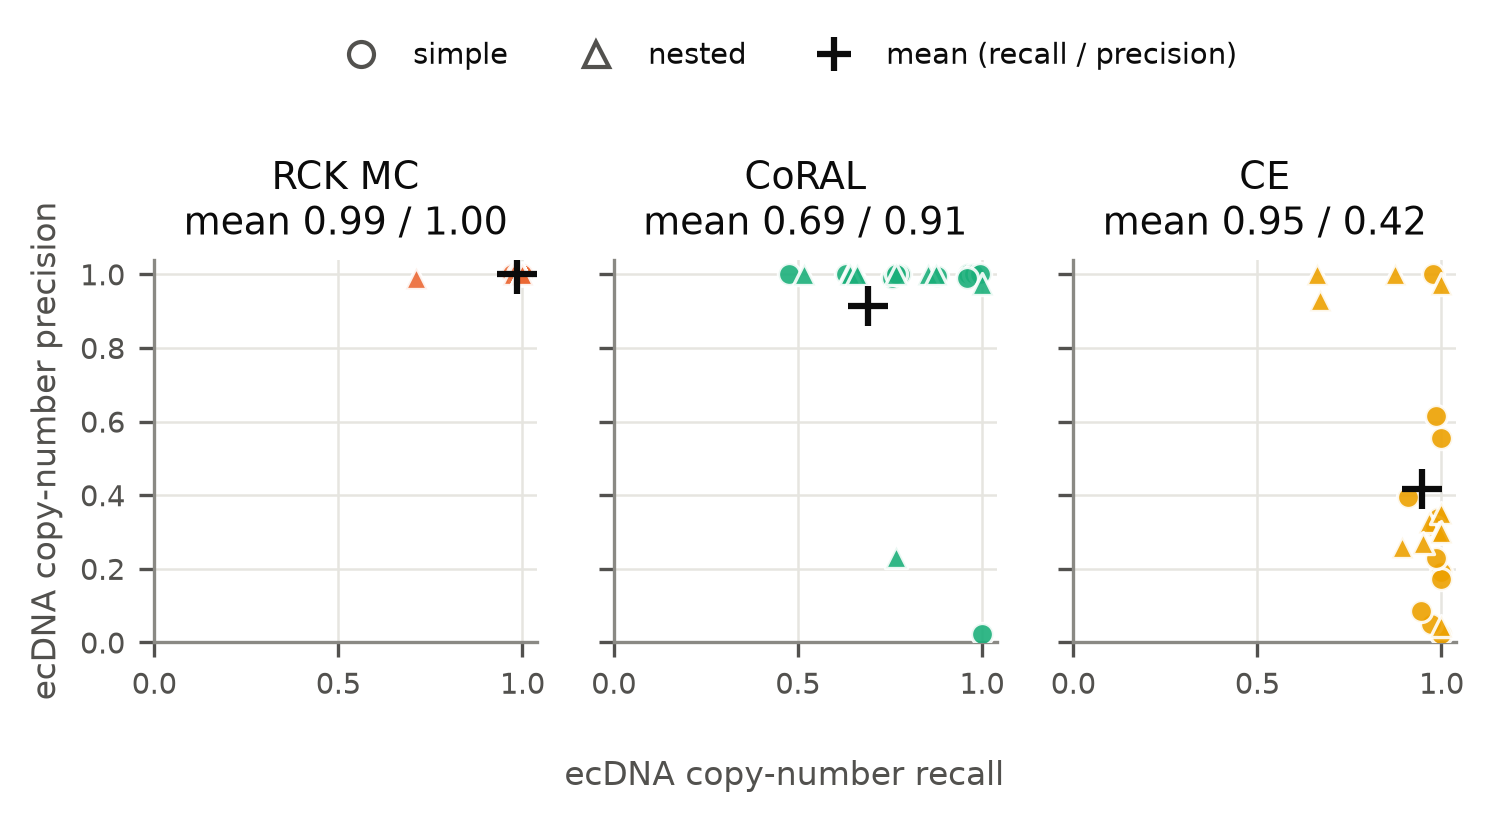 simple nested mean (recall / precision)
RCK MC CoRAL CE
mean 0.99 / 1.00 mean 0.69 / 0.91 mean 0.95 / 0.42
ecDNA copy-number precision
1.0
0.8
0.6
0.4
0.2
0.0
0.0 0.5 1.0 0.0 0.5 1.0 0.0 0.5 1.0
ecDNA copy-number recall